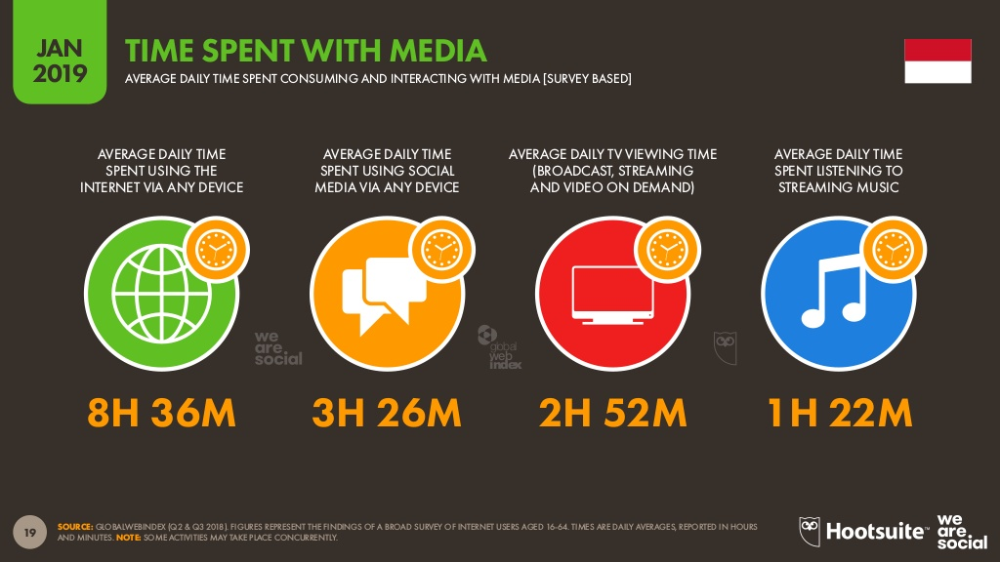 JAN
2019
TIME SPENT WITH MEDIA
AVERAGE DAILY TIME SPENT CONSUMING AND INTERACTING WITH MEDIA [SURVEY BASED]
AVERAGE DAILY TIME
SPENT USING THE
INTERNET VIA ANY DEVICE
AVERAGE DAILY TIME
SPENT USING SOCIAL
MEDIA VIA ANY DEVICE
AVERAGE DAILY TV VIEWING TIME
(BROADCAST, STREAMING
AND VIDEO ON DEMAND)
AVERAGE DAILY TIME
SPENT LISTENING TO
STREAMING MUSIC
we
are
social
global
web
index
8H 36M
3H 26M
2H 52M
1H 22M
19
SOURCE: GLOBALWEBINDEX (Q2 & Q3 2018). FIGURES REPRESENT THE FINDINGS OF A BROAD SURVEY OF INTERNET USERS AGED 16-64. TIMES ARE DAILY AVERAGES, REPORTED IN HOURS
AND MINUTES. NOTE: SOME ACTIVITIES MAY TAKE PLACE CONCURRENTLY.
Hootsuite™
we
are
social